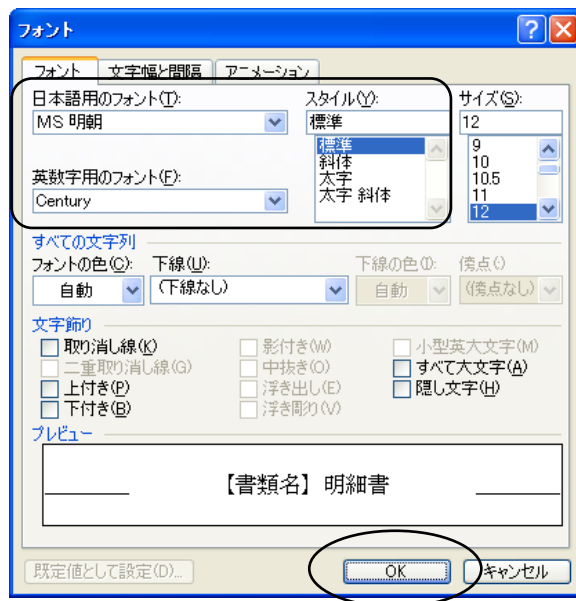 フォント
フォント 文字幅と間隔 アニメーション
日本語用のフォント(T): スタイル(Y): サイズ(S):
MS 明朝 標準 12
標準 9
斜体 10
太字 10.5
太字 斜体 11
12
英数字用のフォント(F):
Century
すべての文字列
フォントの色(C): 下線(U): 下線の色(I): 傍点(:)
自動 (下線なし) 自動 (傍点なし)
文字飾り
取り消し線(K) 影付き(W) 小型英大文字(M)
二重取り消し線(G) 中抜き(O) すべて大文字(A)
上付き(P) 浮き出し(E) 隠し文字(H)
下付き(B) 浮き彫り(V)
プレビュー
【書類名】 明細書
既定値として設定(D)... OK キャンセル